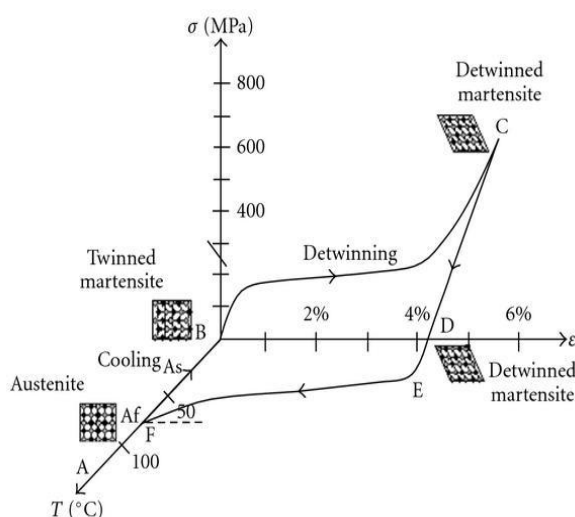 σ (MPa)
800
600
400
Detwinned
martensite
C
Detwinning
Twinned
martensite
B
2%
4%
6%
D
ε
Cooling
As
Detwinned
martensite
E
Austenite
Af
F
50
100
A
T (°C)